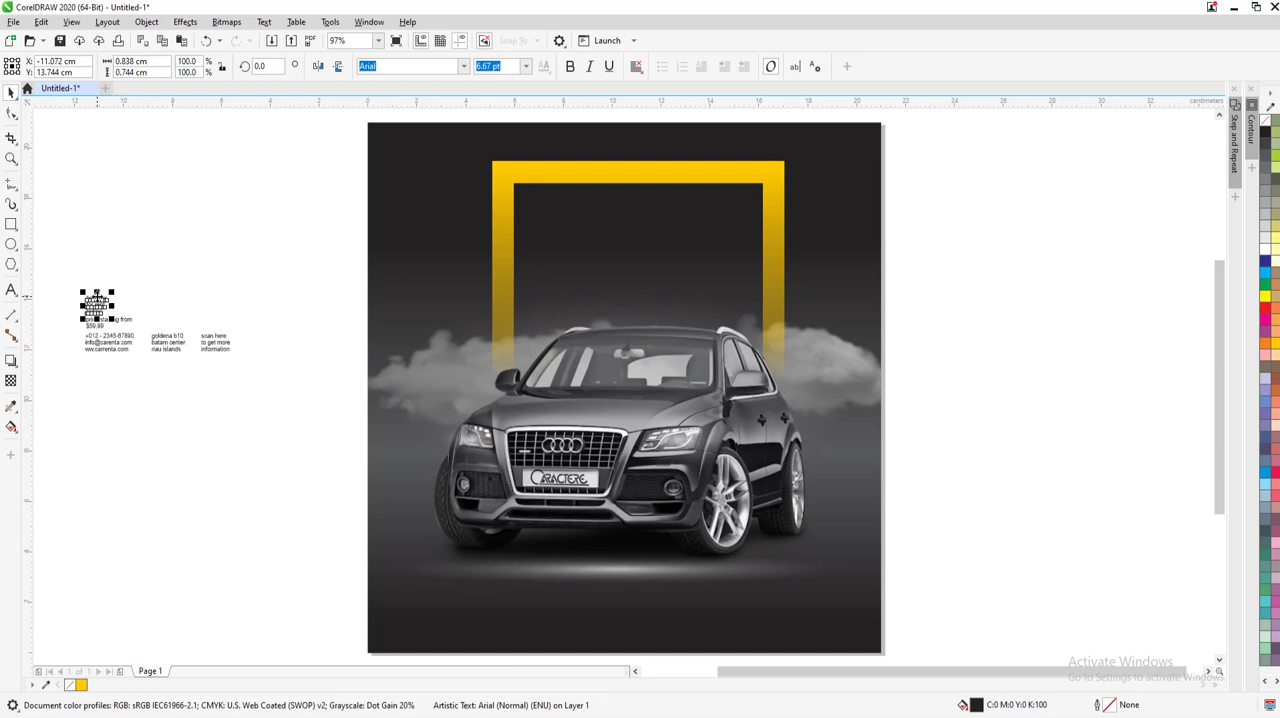 CorelDRAW 2020 (64-Bit) - Untitled-1*
File Edit View Layout Object Effects Bitmaps Text Table Tools Window Help
97% Snap To Launch
X: -11.072 cm 0.838 cm 100.0 %
Y: 13.744 cm 0.744 cm 100.0 %
0.0 ° Arial 6.67 pt
Untitled-1*
centimeters
Step and Repeat
Contour
$69.99
+012 - 2345-67890 goldena b10 scan here
info@carenta.com batam center to get more
ww.carrenta.com riau islands information
CARACTERE
1 of 1 Page 1
Activate Windows
Go to Settings to activate Windows.
Document color profiles: RGB: sRGB IEC61966-2.1; CMYK: U.S. Web Coated (SWOP) v2; Grayscale: Dot Gain 20% Artistic Text: Arial (Normal) (ENU) on Layer 1 C:0 M:0 Y:0 K:100 None